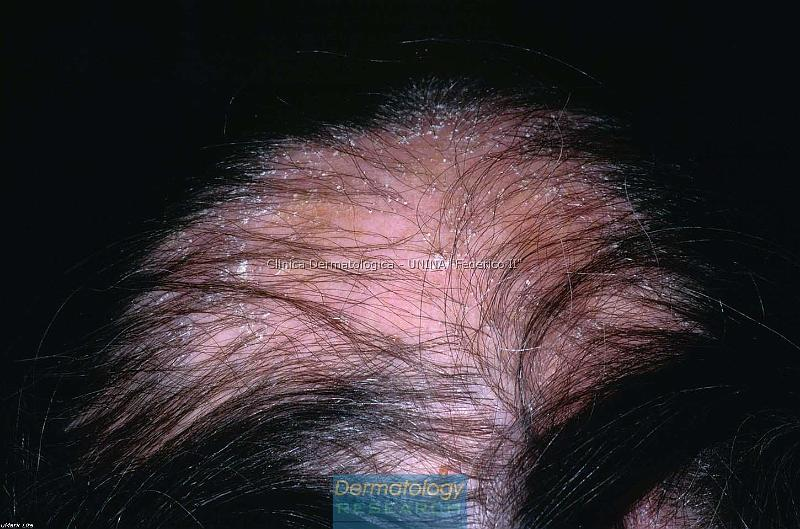 Clinica Dermatologica - UNINA "Federico II"
Dermatology
RESEARCH